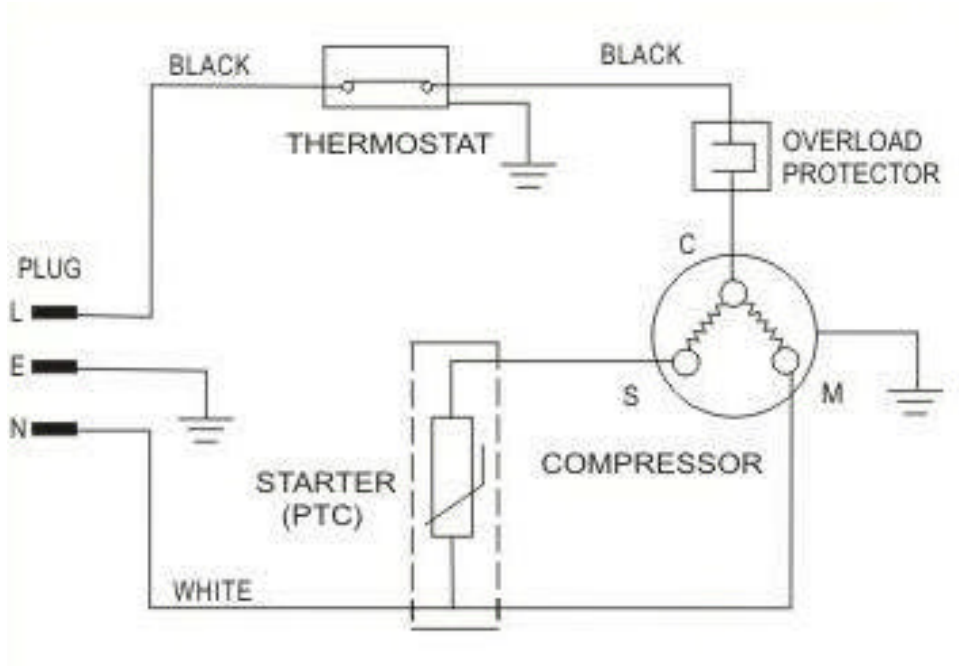 BLACK
BLACK
THERMOSTAT
OVERLOAD
PROTECTOR
C
PLUG
L
E
S
M
N
COMPRESSOR
STARTER
(PTC)
WHITE